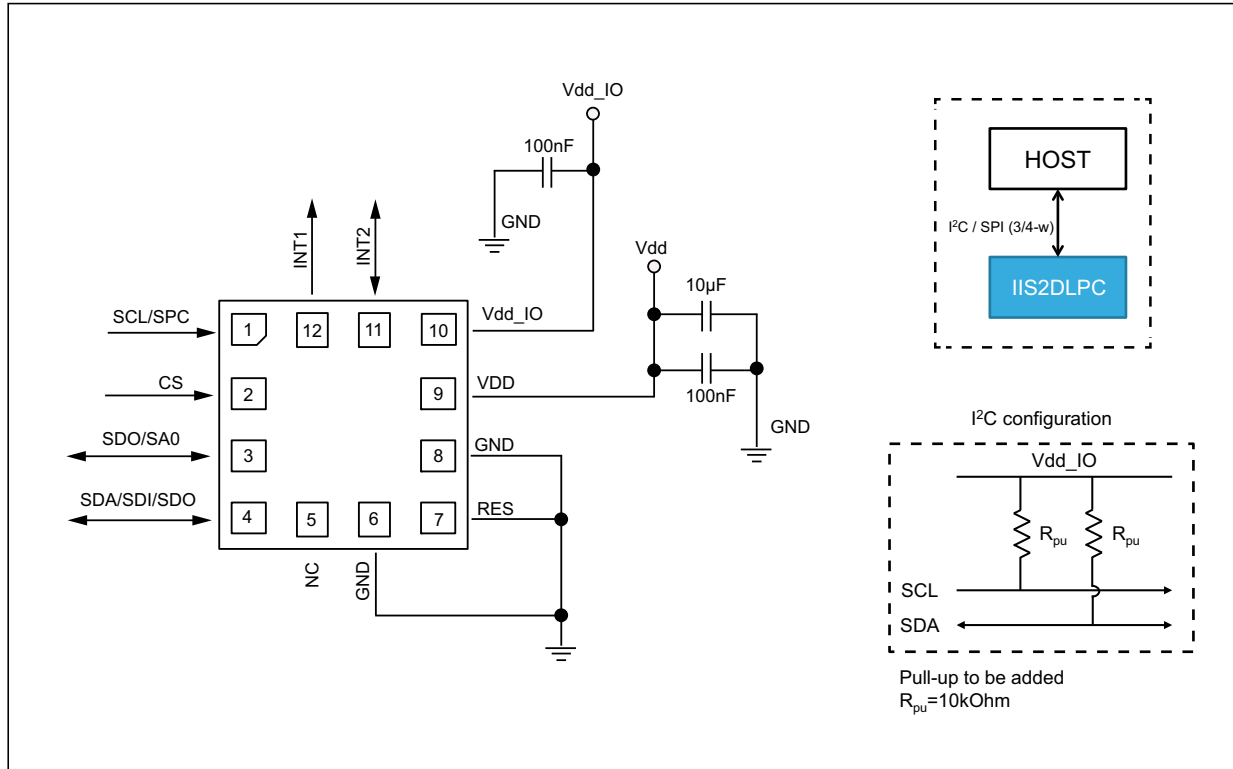 Vdd_IO
100nF
GND
INT1
INT2
Vdd
10µF
100nF
GND
SCL/SPC
CS
SDO/SA0
SDA/SDI/SDO
1
12
11
10
2
9
3
8
4
5
6
7
Vdd_IO
VDD
GND
RES
NC
GND
HOST
I²C / SPI (3/4-w)
IIS2DLPC
I²C configuration
Vdd_IO
Rpu
Rpu
SCL
SDA
Pull-up to be added
Rpu=10kOhm